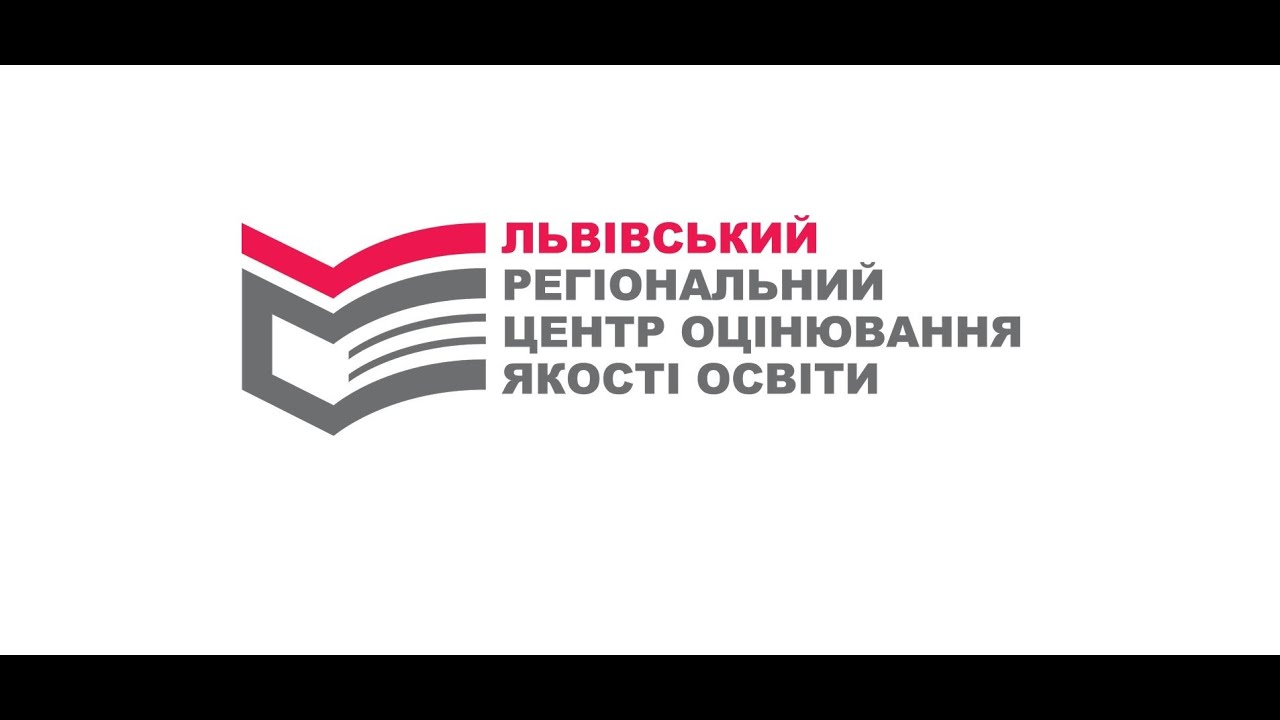 ЛЬВІВСЬКИЙ
РЕГІОНАЛЬНИЙ
ЦЕНТР ОЦІНЮВАННЯ
ЯКОСТІ ОСВІТИ